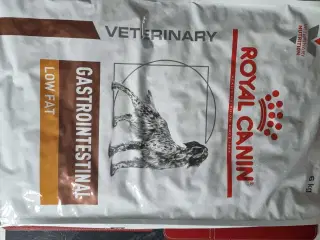 ROYAL CANIN
VETERINARY
GASTROINTESTINAL
LOW FAT
6 kg